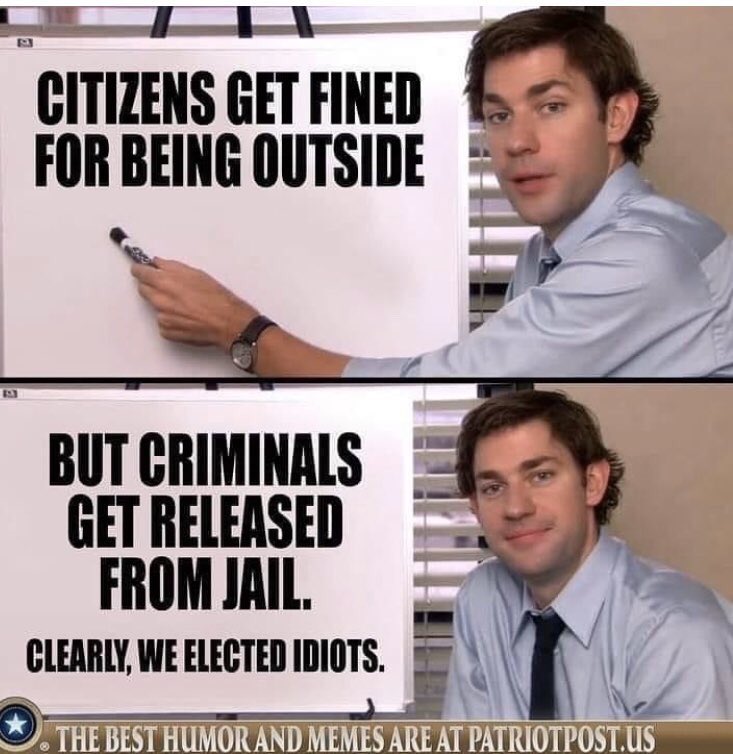 CITIZENS GET FINED
FOR BEING OUTSIDE
BUT CRIMINALS
GET RELEASED
FROM JAIL.
CLEARLY, WE ELECTED IDIOTS.
® THE BEST HUMOR AND MEMES ARE AT PATRIOTPOST.US